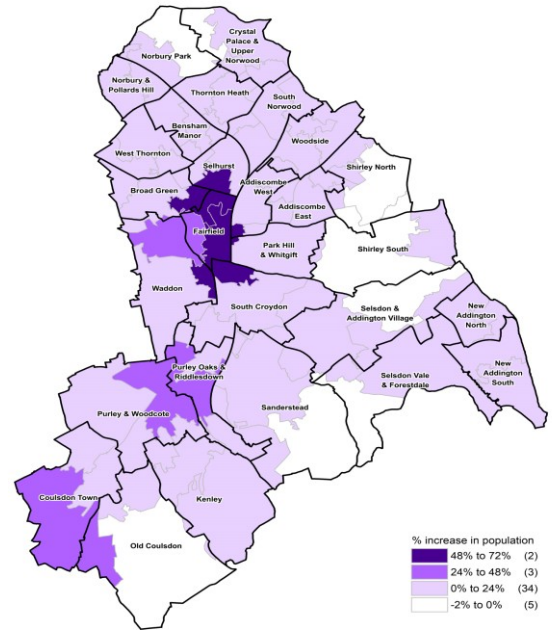 Norbury Park
Crystal
Palace &
Upper
Norwood
Norbury &
Pollards Hill
Thornton Heath
South
Norwood
Bensham
Manor
Woodside
West Thornton
Selhurst
Shirley North
Broad Green
Addiscombe
West
Addiscombe
East
Fairfield
Park Hill
& Whitgift
Shirley South
Waddon
South Croydon
Selsdon &
Addington Village
New
Addington
North
Purley Oaks &
Riddlesdown
Selsdon Vale
& Forestdale
New
Addington
South
Purley & Woodcote
Sanderstead
Coulsdon Town
Kenley
Old Coulsdon
% increase in population
48% to 72% (2)
24% to 48% (3)
0% to 24% (34)
-2% to 0% (5)